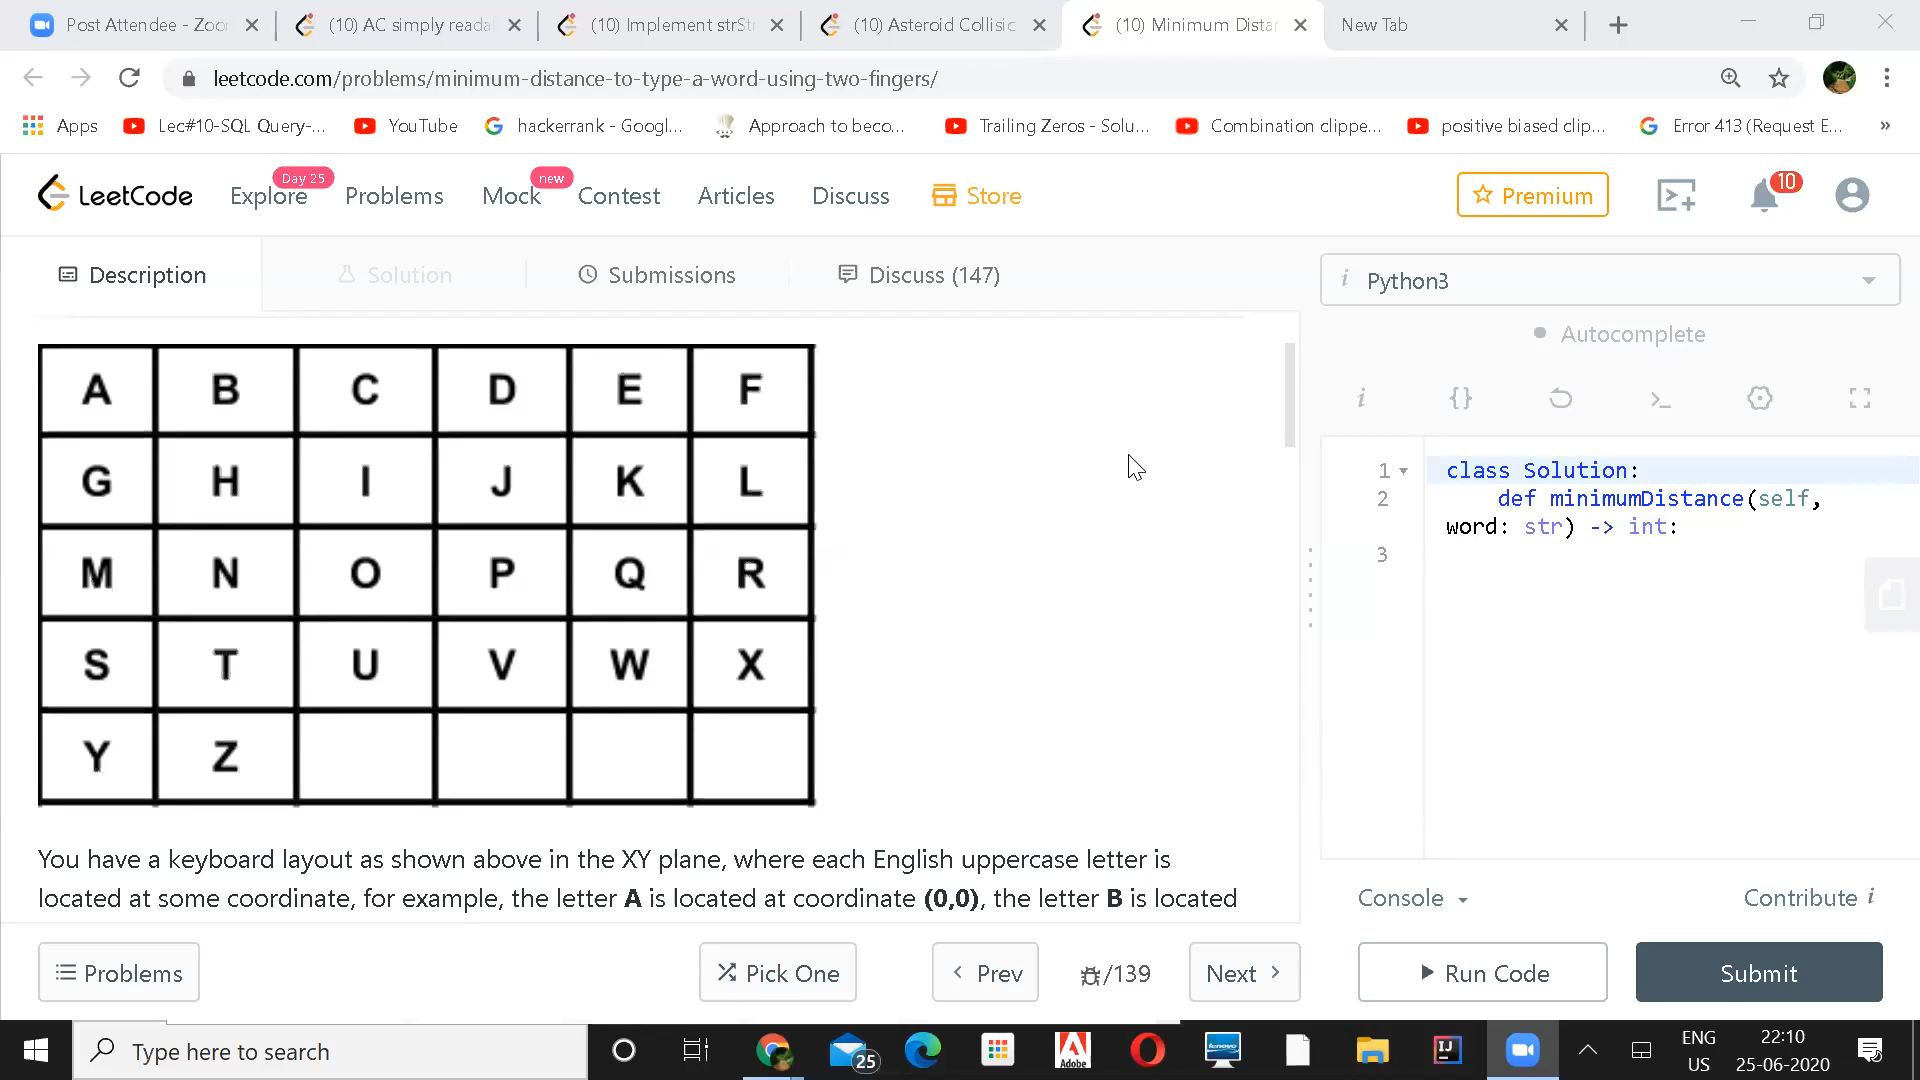 Post Attendee - Zoo
(10) AC simply reada
(10) Implement strSt
(10) Asteroid Collisic
(10) Minimum Distar
New Tab
leetcode.com/problems/minimum-distance-to-type-a-word-using-two-fingers/
Apps
Lec#10-SQL Query-...
YouTube
hackerrank - Googl...
Approach to beco...
Trailing Zeros - Solu...
Combination clippe...
positive biased clip...
Error 413 (Request E...
»
LeetCode
Explore
Day 25
Problems
Mock
new
Contest
Articles
Discuss
Store
Premium
10
Description
Solution
Submissions
Discuss (147)
i Python3
Autocomplete
A B C D E F
G H I J K L
M N O P Q R
S T U V W X
Y Z
1 class Solution:
2 def minimumDistance(self,
word: str) -> int:
3
You have a keyboard layout as shown above in the XY plane, where each English uppercase letter is
located at some coordinate, for example, the letter A is located at coordinate (0,0), the letter B is located
Console
Contribute i
Problems
Pick One
Prev
/139
Next
Run Code
Submit
Type here to search
25
Adobe
IJ
lenovo
ENG
US
22:10
25-06-2020